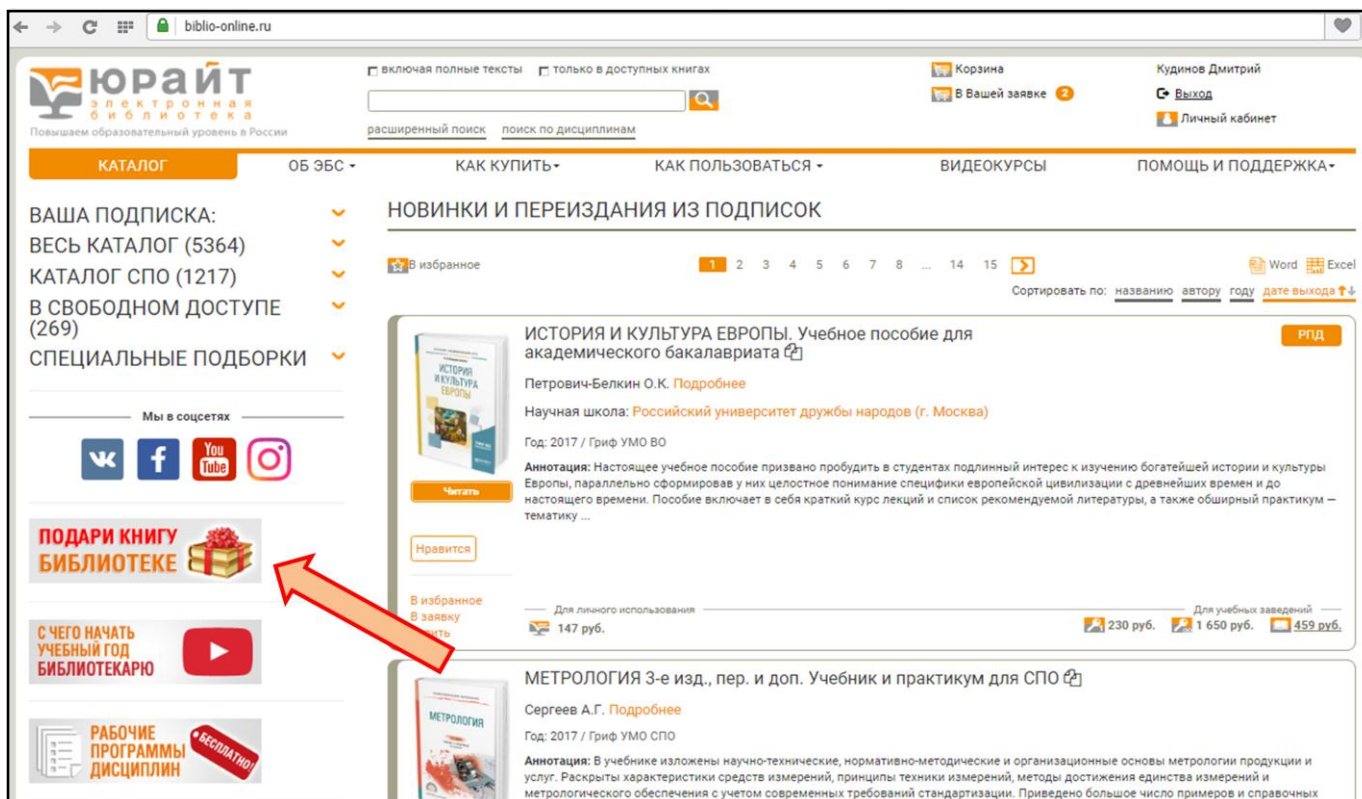 biblio-online.ru
юрайт
электронная
библиотека
Повышаем образовательный уровень в России
включая полные тексты только в доступных книгах
расширенный поиск поиск по дисциплинам
Корзина
В Вашей заявке 2
Кудинов Дмитрий
Выход
Личный кабинет
КАТАЛОГ ОБ ЭБС КАК КУПИТЬ КАК ПОЛЬЗОВАТЬСЯ ВИДЕОКУРСЫ ПОМОЩЬ И ПОДДЕРЖКА
ВАША ПОДПИСКА:
ВЕСЬ КАТАЛОГ (5364)
КАТАЛОГ СПО (1217)
В СВОБОДНОМ ДОСТУПЕ
(269)
СПЕЦИАЛЬНЫЕ ПОДБОРКИ
Мы в соцсетях
You
Tube
ПОДАРИ КНИГУ
БИБЛИОТЕКЕ
С ЧЕГО НАЧАТЬ
УЧЕБНЫЙ ГОД
БИБЛИОТЕКАРЮ
РАБОЧИЕ
ПРОГРАММЫ
ДИСЦИПЛИН
БЕСПЛАТНО!
НОВИНКИ И ПЕРЕИЗДАНИЯ ИЗ ПОДПИСОК
В избранное
1 2 3 4 5 6 7 8 ... 14 15
Word Excel
Сортировать по: названию автору году дате выхода
ИСТОРИЯ
И КУЛЬТУРА
ЕВРОПЫ
Читать
Нравится
В избранное
В заявку
ИСТОРИЯ И КУЛЬТУРА ЕВРОПЫ. Учебное пособие для
академического бакалавриата
РПД
Петрович-Белкин О.К. Подробнее
Научная школа: Российский университет дружбы народов (г. Москва)
Год: 2017 / Гриф УМО ВО
Аннотация: Настоящее учебное пособие призвано пробудить в студентах подлинный интерес к изучению богатейшей истории и культуры
Европы, параллельно сформировав у них целостное понимание специфики европейской цивилизации с древнейших времен и до
настоящего времени. Пособие включает в себя краткий курс лекций и список рекомендуемой литературы, а также обширный практикум —
тематику ...
Для личного использования
147 руб.
Для учебных заведений
230 руб. 1 650 руб. 459 руб.
МЕТРОЛОГИЯ
МЕТРОЛОГИЯ 3-е изд., пер. и доп. Учебник и практикум для СПО
Сергеев А.Г. Подробнее
Год: 2017 / Гриф УМО СПО
Аннотация: В учебнике изложены научно-технические, нормативно-методические и организационные основы метрологии продукции и
услуг. Раскрыты характеристики средств измерений, принципы техники измерений, методы достижения единства измерений и
метрологического обеспечения с учетом современных требований стандартизации. Приведено большое число примеров и справочных